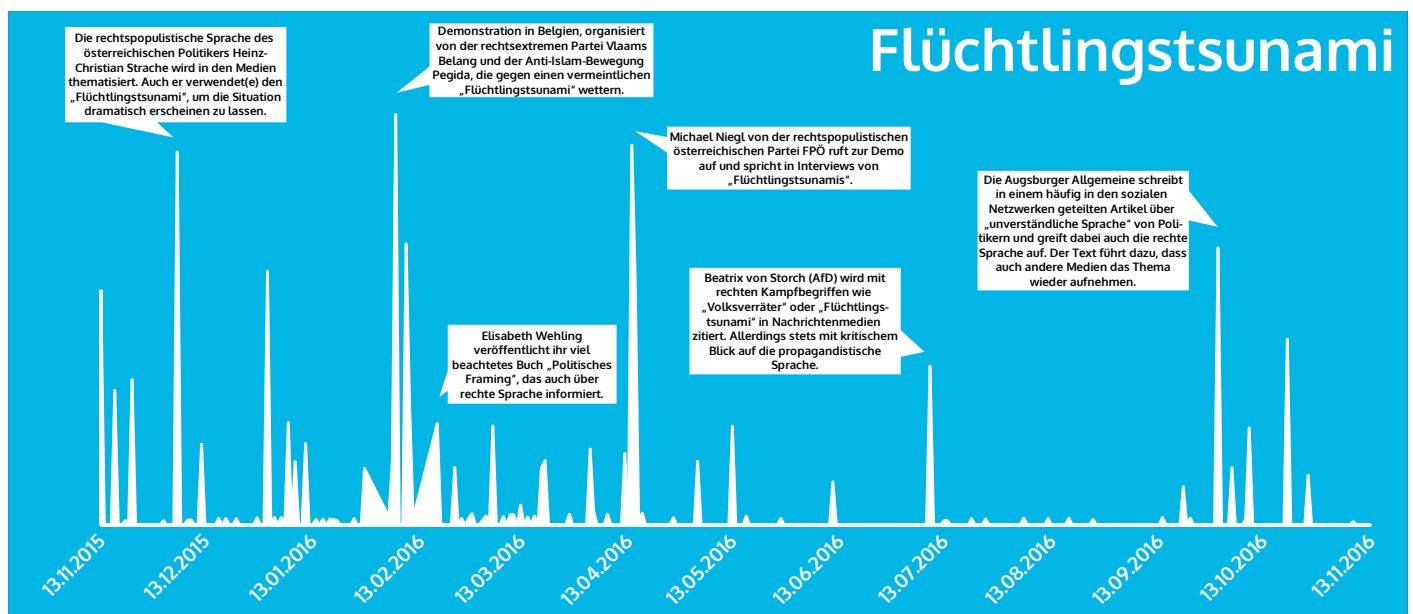 Flüchtlingstsunami
Die rechtspopulistische Sprache des
österreichischen Politikers Heinz-
Christian Strache wird in den Medien
thematisiert. Auch er verwendet(e) den
„Flüchtlingstsunami“, um die Situation
dramatisch erscheinen zu lassen.
Demonstration in Belgien, organisiert
von der rechtsextremen Partei Vlaams
Belang und der Anti-Islam-Bewegung
Pegida, die gegen einen vermeintlichen
„Flüchtlingstsunami“ wettern.
Michael Niegl von der rechtspopulistischen
österreichischen Partei FPÖ ruft zur Demo
auf und spricht in Interviews von
„Flüchtlingstsunamis“.
Die Augsburger Allgemeine schreibt
in einem häufig in den sozialen
Netzwerken geteilten Artikel über
„unverständliche Sprache“ von Poli-
tikern und greift dabei auch die rechte
Sprache auf. Der Text führt dazu, dass
auch andere Medien das Thema
wieder aufnehmen.
Beatrix von Storch (AfD) wird mit
rechten Kampfbegriffen wie
„Volksverräter“ oder „Flüchtlings-
tsunami“ in Nachrichtenmedien
zitiert. Allerdings stets mit kritischem
Blick auf die propagandistische
Sprache.
Elisabeth Wehling
veröffentlicht ihr viel
beachtetes Buch „Politisches
Framing“, das auch über
rechte Sprache informiert.
13.11.2015
13.12.2015
13.01.2016
13.02.2016
13.03.2016
13.04.2016
13.05.2016
13.06.2016
13.07.2016
13.08.2016
13.09.2016
13.10.2016
13.11.2016